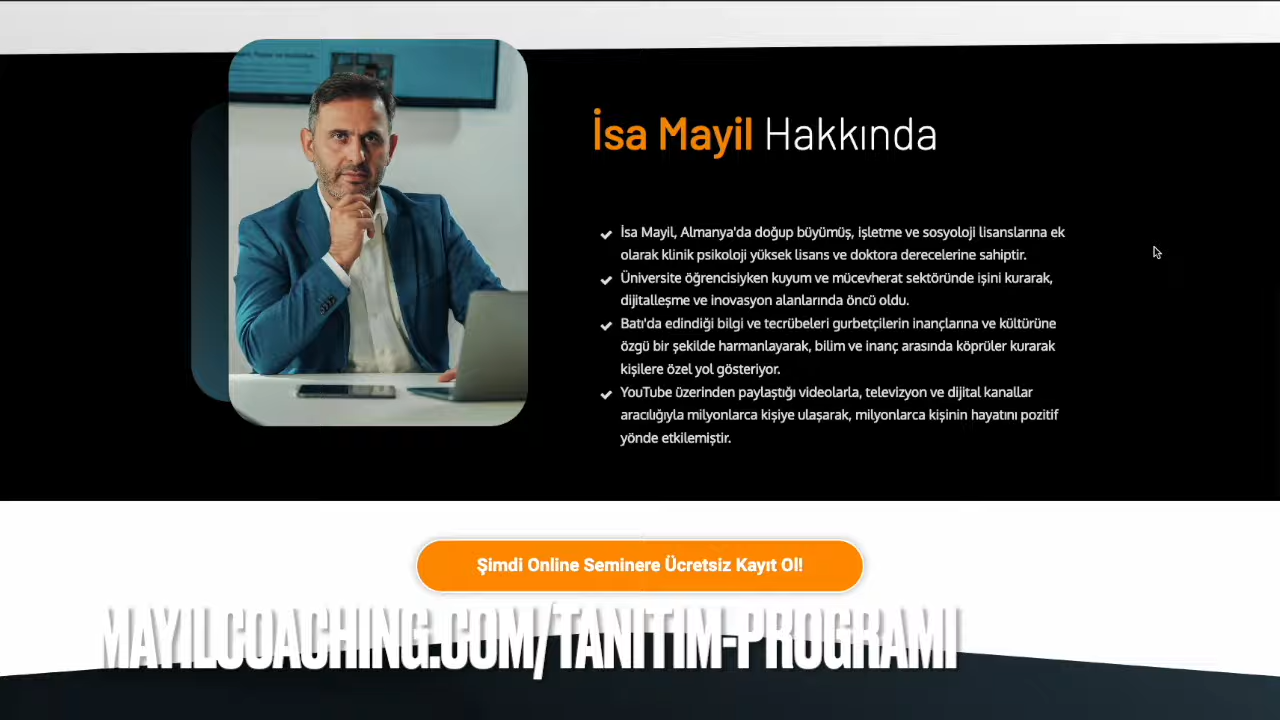 İsa Mayil Hakkında
İsa Mayil, Almanya'da doğup büyümüş, işletme ve sosyoloji lisanslarına ek
olarak klinik psikoloji yüksek lisans ve doktora derecelerine sahiptir.
Üniversite öğrencisiyken kuyum ve mücevherat sektöründe işini kurarak,
dijitalleşme ve inovasyon alanlarında öncü oldu.
Batı'da edindiği bilgi ve tecrübeleri gurbetçilerin inançlarına ve kültürüne
özgü bir şekilde harmanlayarak, bilim ve inanç arasında köprüler kurarak
kişilere özel yol gösteriyor.
YouTube üzerinden paylaştığı videolarla, televizyon ve dijital kanallar
aracılığıyla milyonlarca kişiye ulaşarak, milyonlarca kişinin hayatını pozitif
yönde etkilemiştir.
Şimdi Online Seminere Ücretsiz Kayıt Ol!
MAYILCOACHING.COM/TANITIM-PROGRAMI